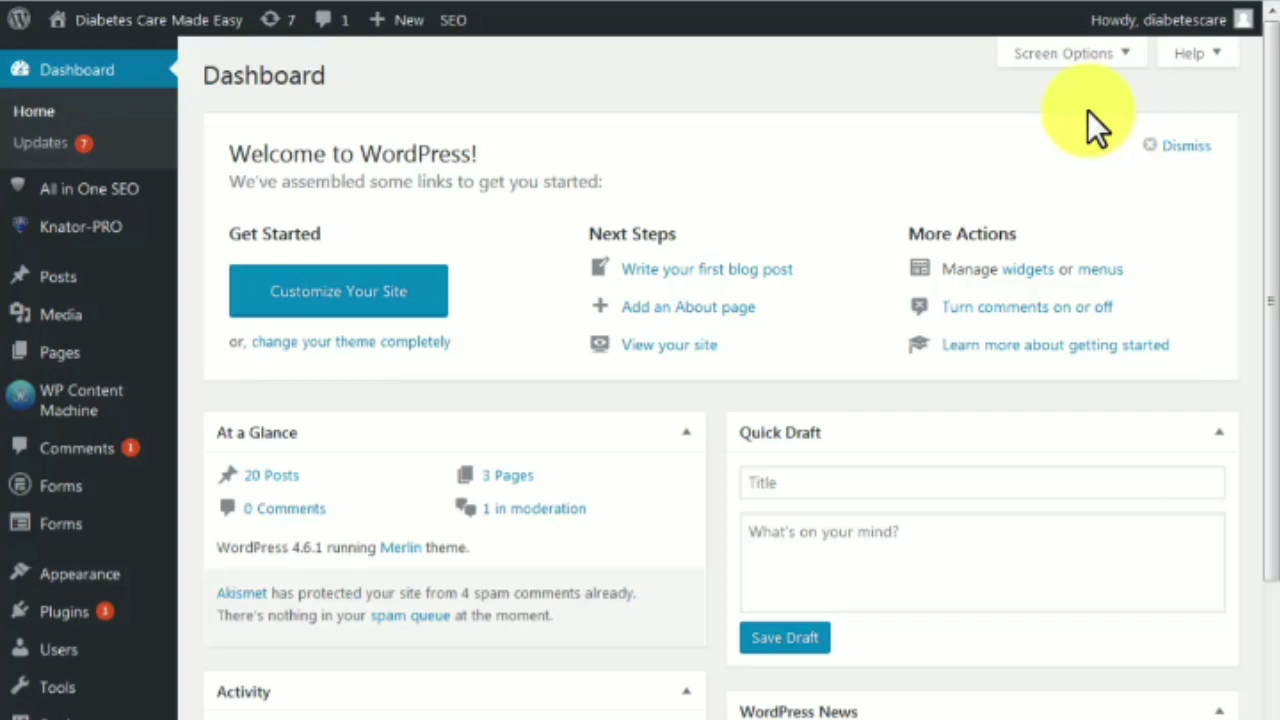 Diabetes Care Made Easy 7 1 New SEO Howdy, diabetescare
Dashboard
Home
Updates 7
All in One SEO
Knator-PRO
Posts
Media
Pages
WP Content
Machine
Comments 1
Forms
Forms
Appearance
Plugins 3
Users
Tools
Screen Options Help
Dashboard
Welcome to WordPress!
We've assembled some links to get you started:
Dismiss
Get Started
Customize Your Site
or, change your theme completely
Next Steps
Write your first blog post
Add an About page
View your site
More Actions
Manage widgets or menus
Turn comments on or off
Learn more about getting started
At a Glance
20 Posts 3 Pages
0 Comments 1 in moderation
WordPress 4.6.1 running Merlin theme.
Akismet has protected your site from 4 spam comments already.
There's nothing in your spam queue at the moment.
Activity
Quick Draft
Title
What's on your mind?
Save Draft
WordPress News